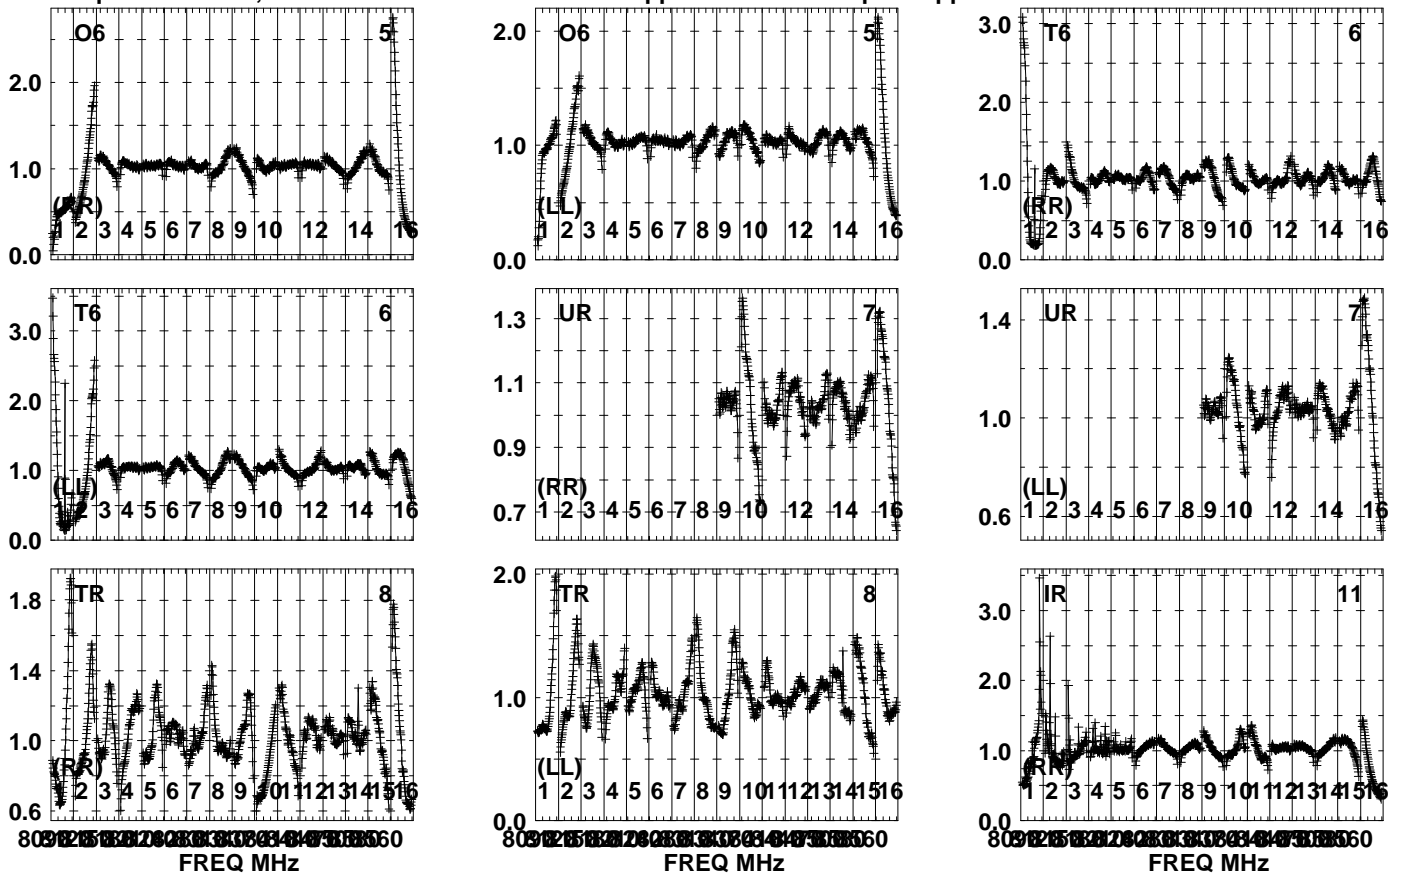 O6 5
2.0
1.0
0.0
(RR)
1 2 3 4 5 6 7 8 9 10 12 14 16
O6 5
2.0
1.0
0.0
(LL)
1 2 3 4 5 6 7 8 9 10 12 14 16
T6 6
3.0
2.0
1.0
0.0
(RR)
1 2 3 4 5 6 7 8 9 10 12 14 16
T6 6
3.0
2.0
1.0
0.0
(LL)
1 2 3 4 5 6 7 8 9 10 12 14 16
UR 7
1.3
1.1
0.9
0.7
(RR)
1 2 3 4 5 6 7 8 9 10 12 14 16
UR 7
1.4
1.0
0.6
(LL)
1 2 3 4 5 6 7 8 9 10 12 14 16
TR 8
1.8
1.4
1.0
0.6
(RR)
2 3 4 5 6 7 8 9 10 11 12 13 14 15 16
FREQ MHz
TR 8
2.0
1.0
0.0
(LL)
1 2 3 4 5 6 7 8 9 10 11 12 13 14 15 16
FREQ MHz
IR 11
3.0
2.0
1.0
0.0
(RR)
1 2 3 4 5 6 7 8 9 10 11 12 13 14 15 16
FREQ MHz